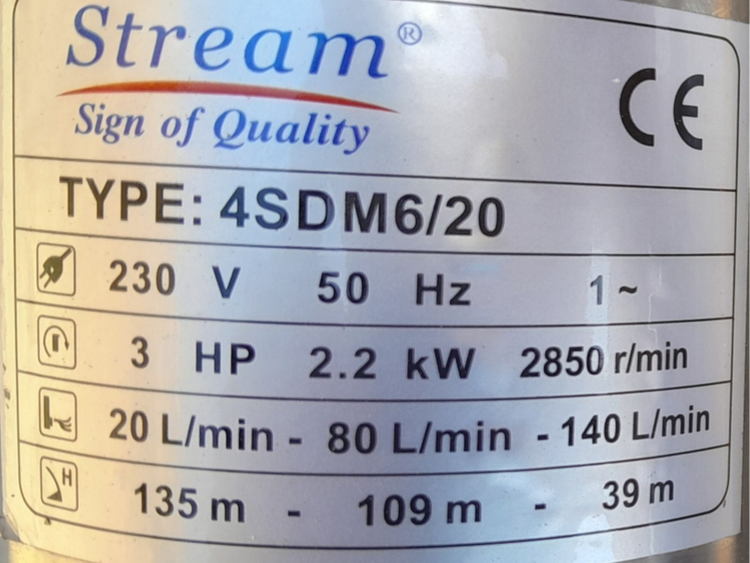 Stream®
Sign of Quality
CE
TYPE: 4SDM6/20
230 V 50 Hz 1~
3 HP 2.2 kW 2850 r/min
20 L/min - 80 L/min - 140 L/min
H
135 m - 109 m - 39 m